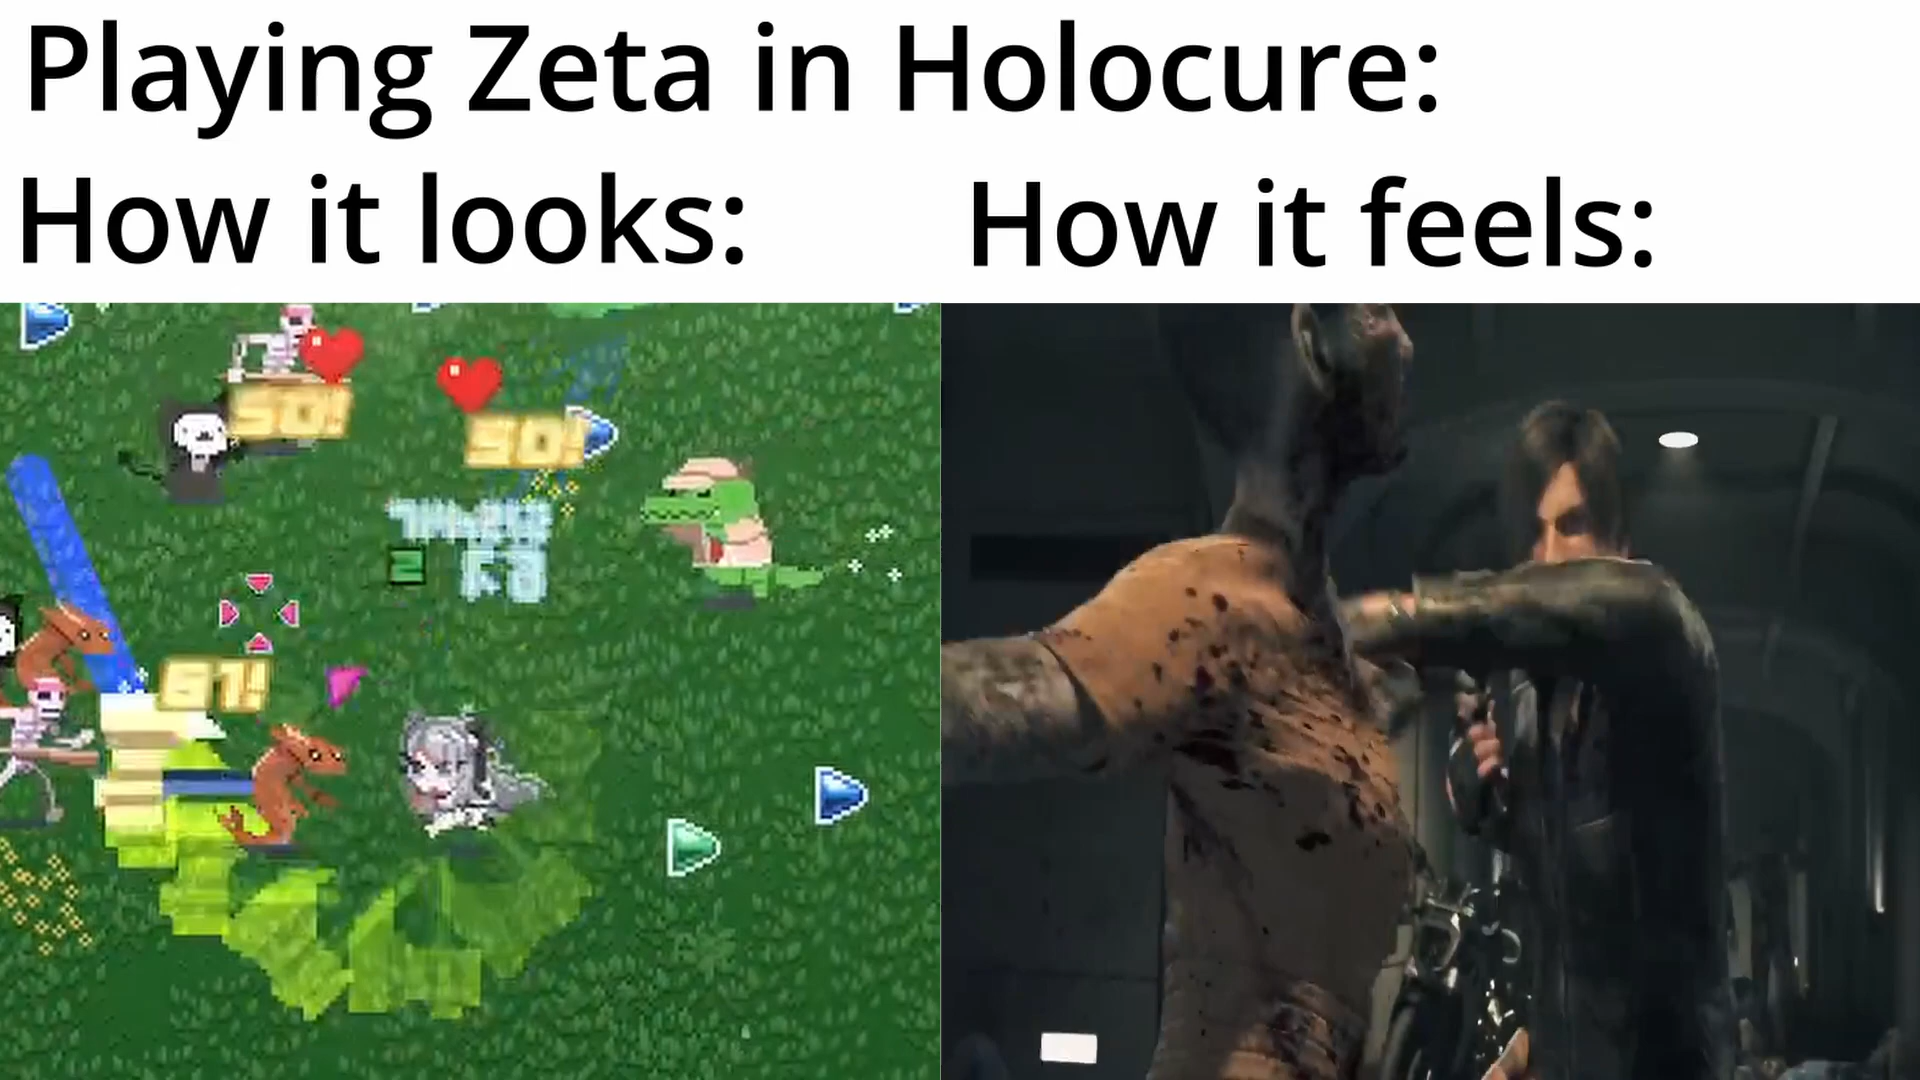 Playing Zeta in Holocure:
How it looks:
How it feels:
50!
50!
61!